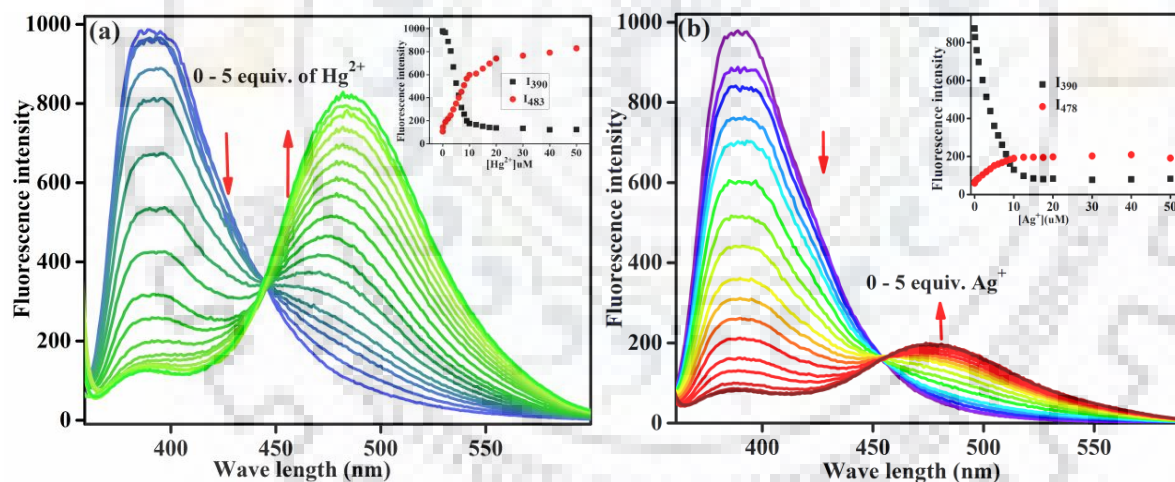 (a)
0 - 5 equiv. of Hg2+
Fluorescence intensity
1000
800
600
400
200
0
400
450
500
550
Wave length (nm)
Fluorescence intensity
1000
800
600
400
200
0
I390
I483
0 10 20 30 40 50
[Hg2+]uM
(b)
0 - 5 equiv. Ag+
Fluorescence intensity
1000
800
600
400
200
0
400
450
500
550
Wave length (nm)
Fluorescence intensity
800
600
400
200
0
I390
I478
0 10 20 30 40 50
[Ag+](uM)